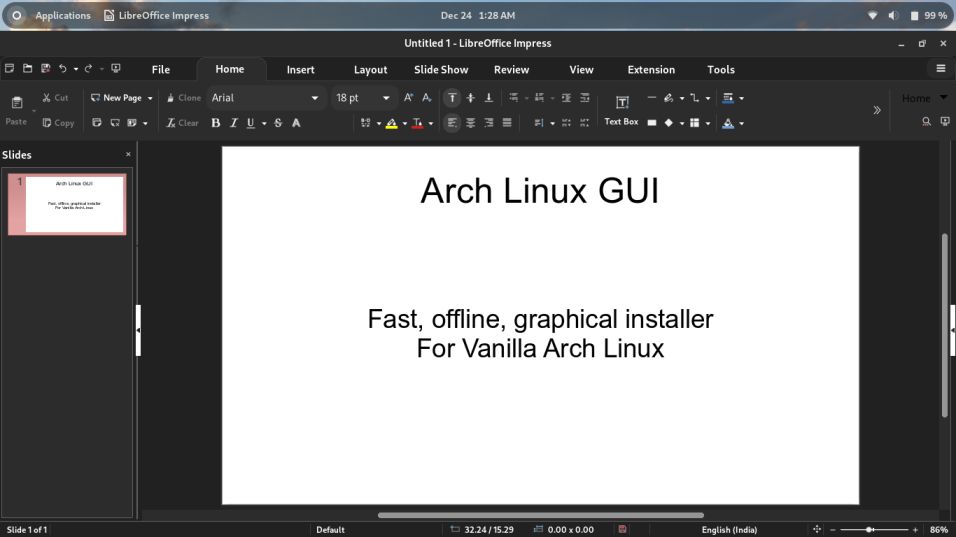 Applications LibreOffice Impress Dec 24 1:28 AM 99 %
Untitled 1 - LibreOffice Impress
File Home Insert Layout Slide Show Review View Extension Tools
Cut New Page Clone Arial 18 pt Home
Paste Copy Clear B I U S A Text Box
Slides
1
Arch Linux GUI
Fast, offline, graphical installer
For Vanilla Arch Linux
Arch Linux GUI
Fast, offline, graphical installer
For Vanilla Arch Linux
Slide 1 of 1 Default 32.24 / 15.29 0.00 x 0.00 English (India) 86%